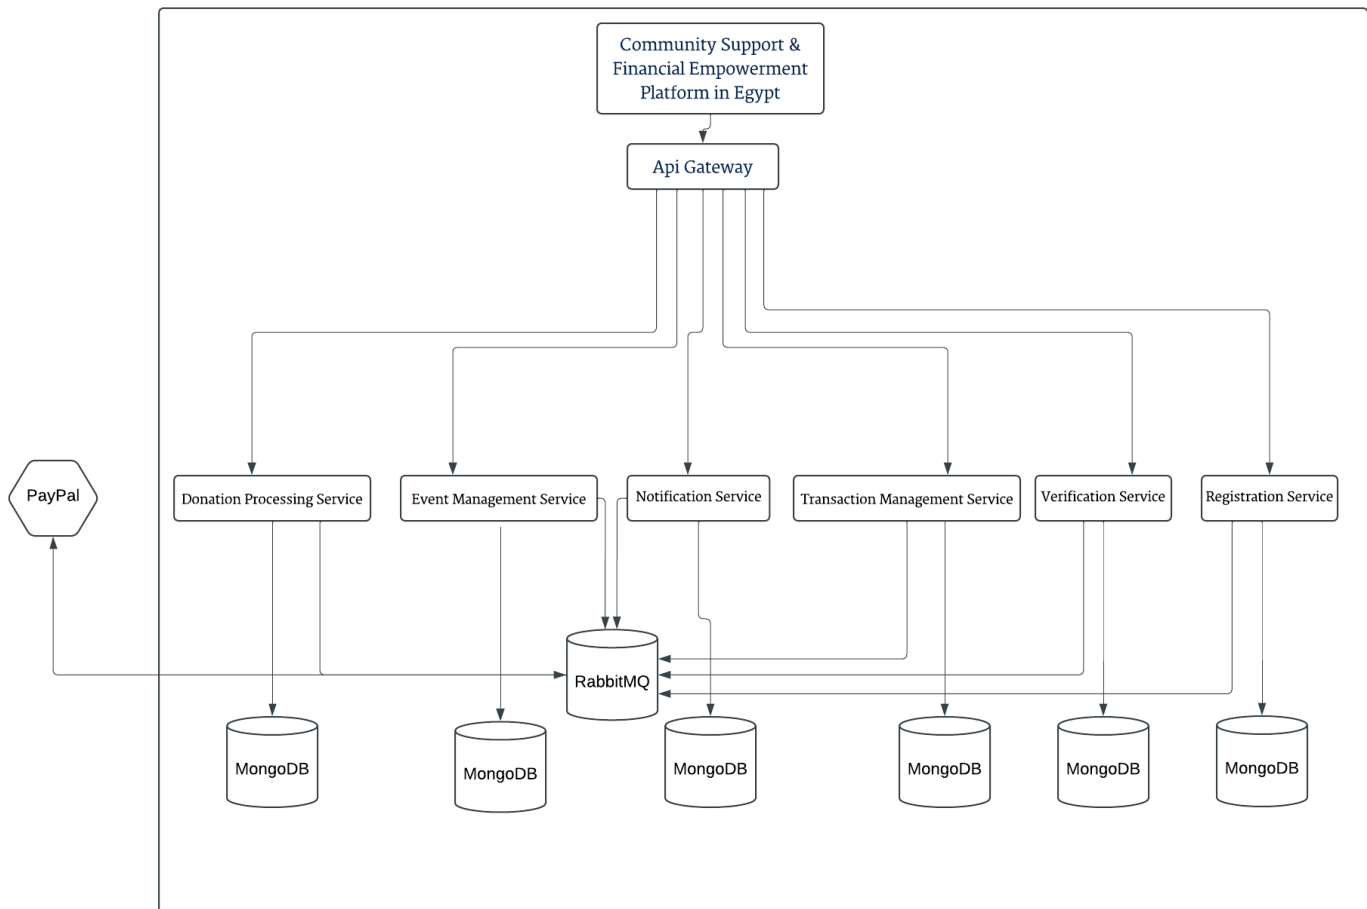 Community Support &
Financial Empowerment
Platform in Egypt
Api Gateway
PayPal
Donation Processing Service
Event Management Service
Notification Service
Transaction Management Service
Verification Service
Registration Service
RabbitMQ
MongoDB
MongoDB
MongoDB
MongoDB
MongoDB
MongoDB